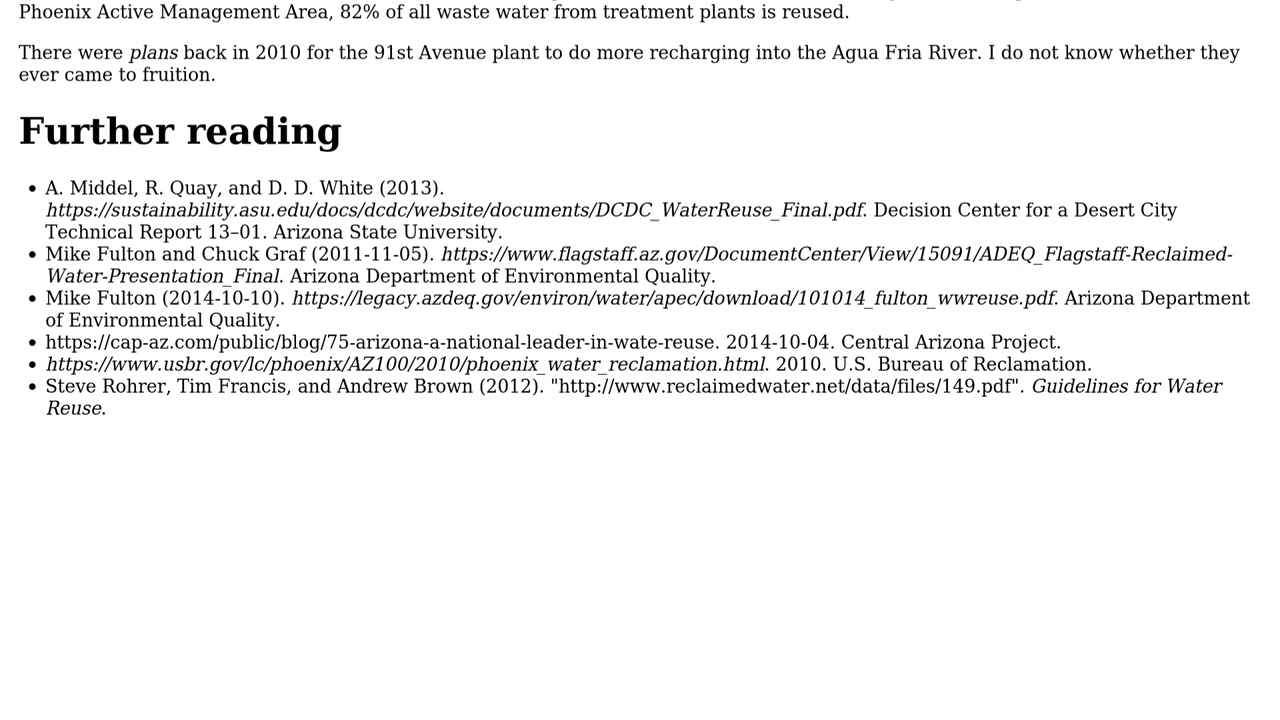 Phoenix Active Management Area, 82% of all waste water from treatment plants is reused.
There were plans back in 2010 for the 91st Avenue plant to do more recharging into the Agua Fria River. I do not know whether they
ever came to fruition.
Further reading
• A. Middel, R. Quay, and D. D. White (2013).
https://sustainability.asu.edu/docs/dcdc/website/documents/DCDC_WaterReuse_Final.pdf. Decision Center for a Desert City
Technical Report 13–01. Arizona State University.
• Mike Fulton and Chuck Graf (2011-11-05). https://www.flagstaff.az.gov/DocumentCenter/View/15091/ADEQ_Flagstaff-Reclaimed-
Water-Presentation_Final. Arizona Department of Environmental Quality.
• Mike Fulton (2014-10-10). https://legacy.azdeq.gov/environ/water/apec/download/101014_fulton_wwreuse.pdf. Arizona Department
of Environmental Quality.
• https://cap-az.com/public/blog/75-arizona-a-national-leader-in-wate-reuse. 2014-10-04. Central Arizona Project.
• https://www.usbr.gov/lc/phoenix/AZ100/2010/phoenix_water_reclamation.html. 2010. U.S. Bureau of Reclamation.
• Steve Rohrer, Tim Francis, and Andrew Brown (2012). "http://www.reclaimedwater.net/data/files/149.pdf". Guidelines for Water
Reuse.